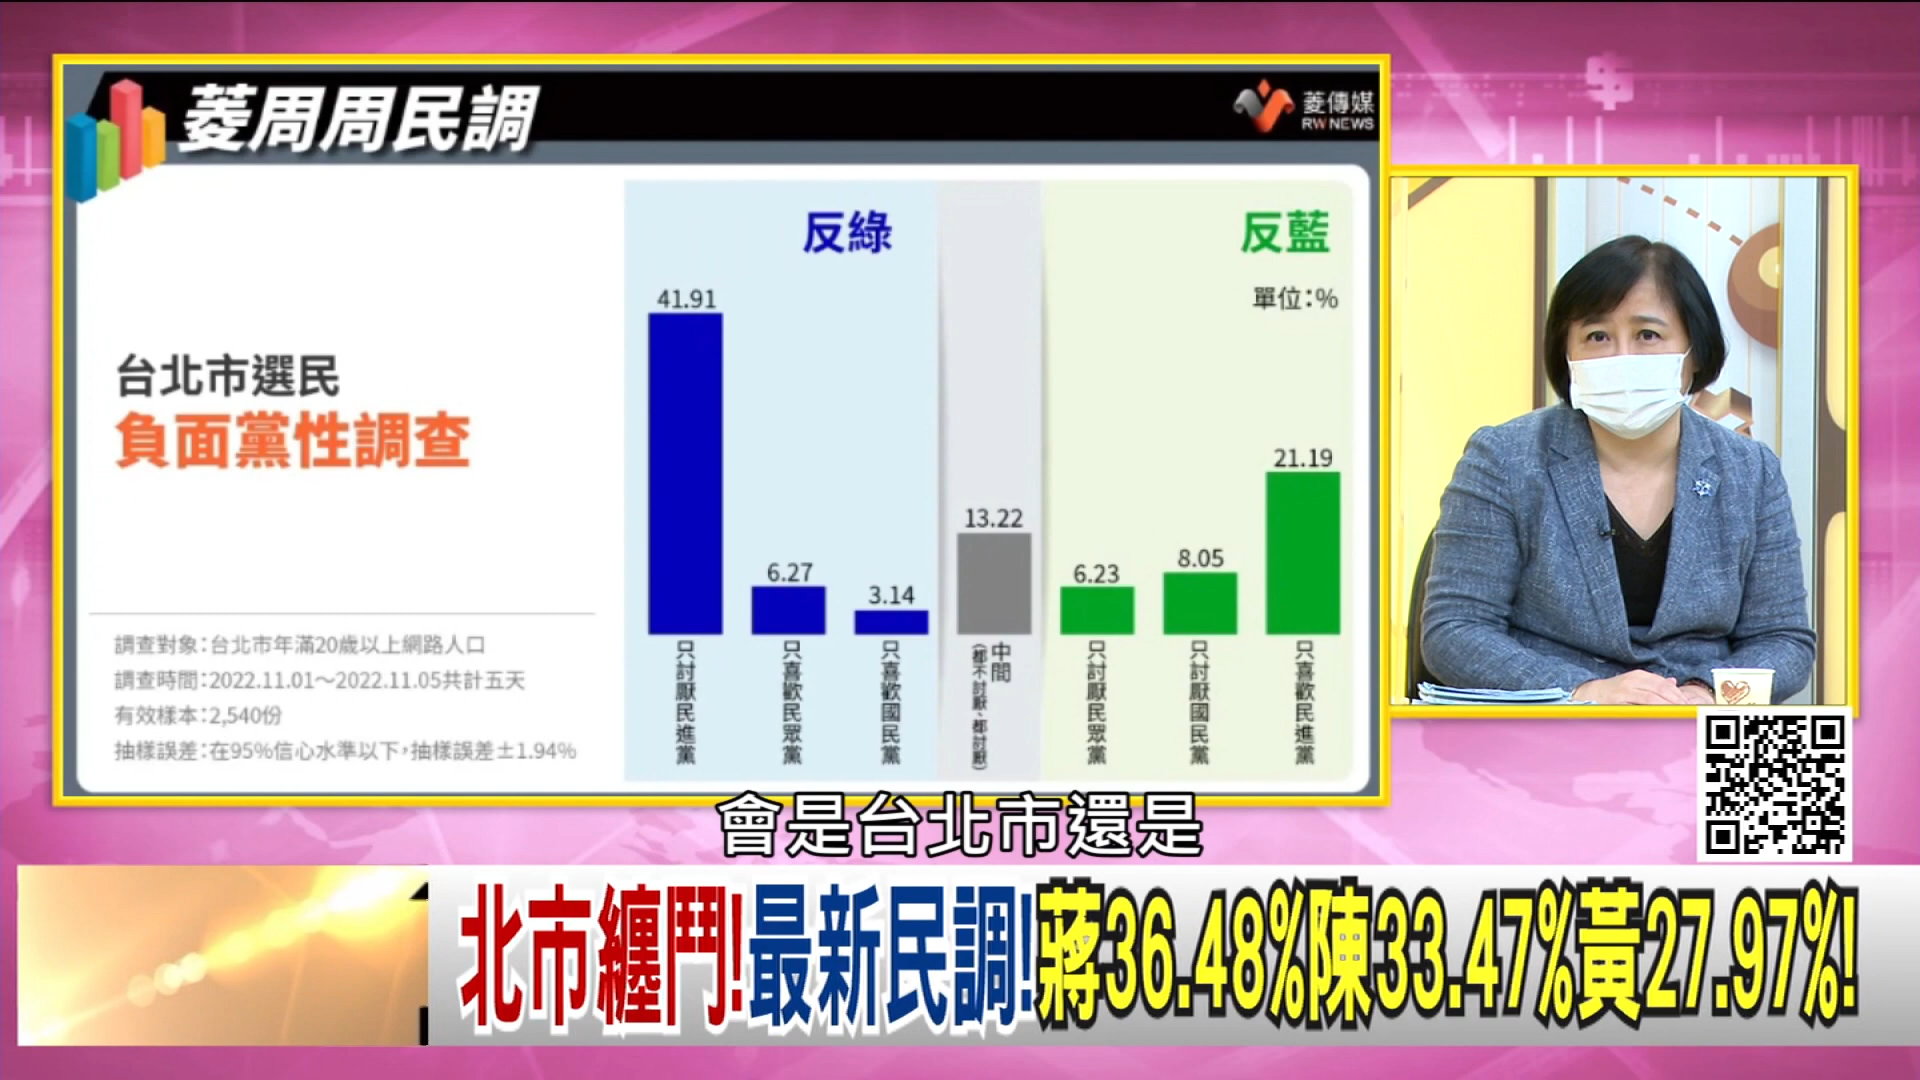 菱周周民調
菱傳媒
RW NEWS
反綠
反藍
單位:%
41.91
6.27
3.14
13.22
6.23
8.05
21.19
台北市選民
負面黨性調查
只討厭民進黨
只喜歡民眾黨
只喜歡國民黨
中間
(都不討厭、都討厭)
只討厭民眾黨
只討厭國民黨
只喜歡民進黨
調查對象:台北市年滿20歲以上網路人口
調查時間:2022.11.01～2022.11.05共計五天
有效樣本:2,540份
抽樣誤差:在95%信心水準以下,抽樣誤差±1.94%
會是台北市還是
北市纏鬥!最新民調!蔣36.48%陳33.47%黃27.97%!